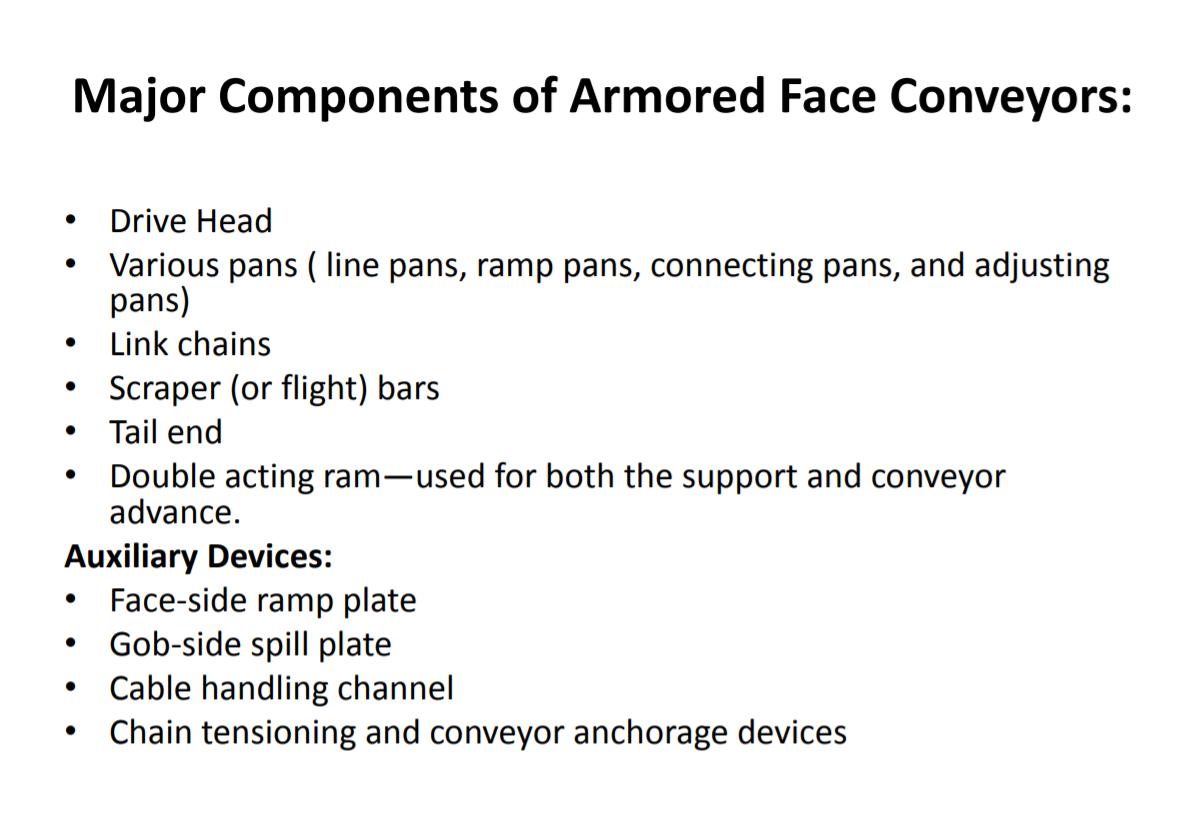 Major Components of Armored Face Conveyors:
• Drive Head
• Various pans ( line pans, ramp pans, connecting pans, and adjusting
pans)
• Link chains
• Scraper (or flight) bars
• Tail end
• Double acting ram—used for both the support and conveyor
advance.
Auxiliary Devices:
• Face-side ramp plate
• Gob-side spill plate
• Cable handling channel
• Chain tensioning and conveyor anchorage devices